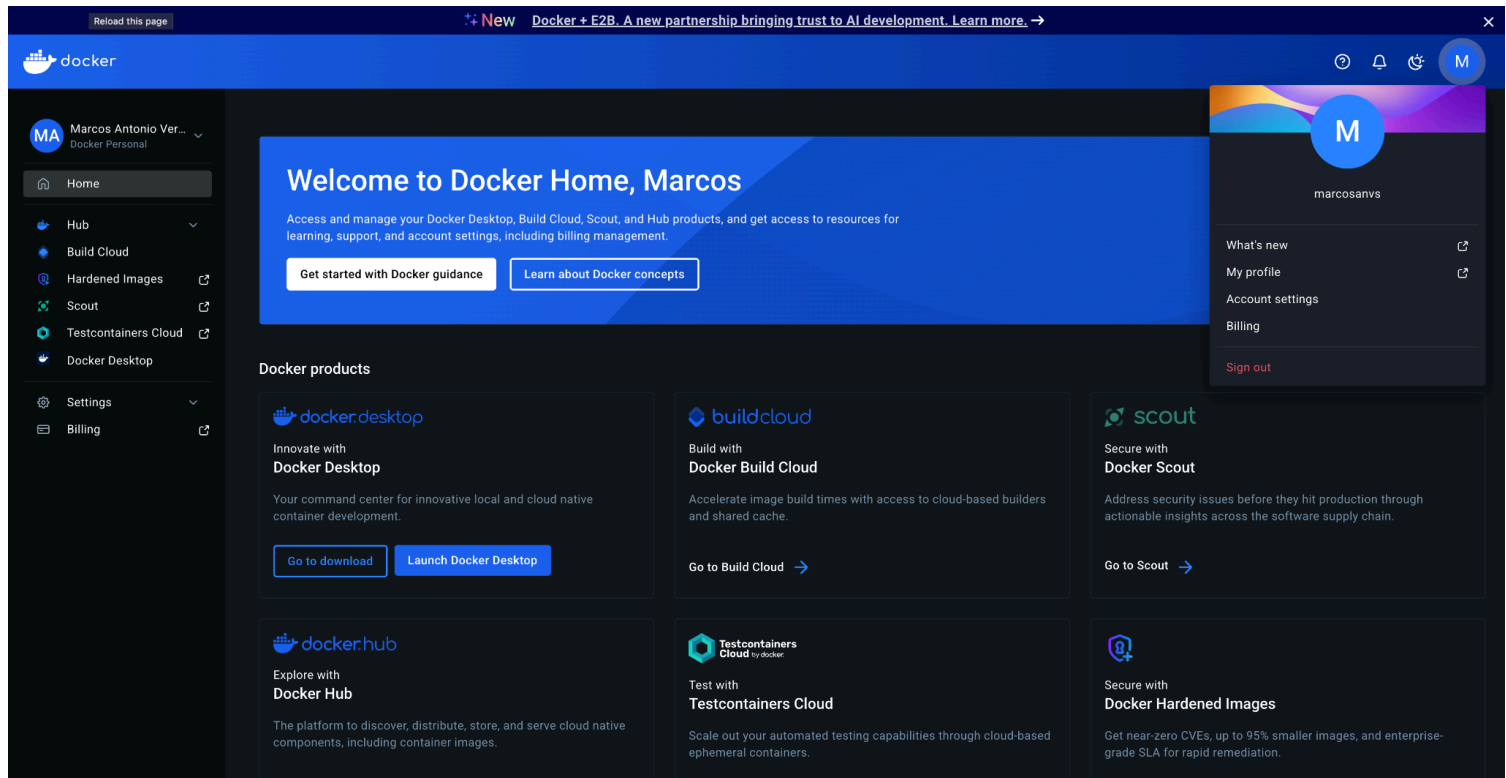 Reload this page
New Docker + E2B. A new partnership bringing trust to AI development. Learn more.
docker
M
MA
Marcos Antonio Ver...
Docker Personal
Home
Hub
Build Cloud
Hardened Images
Scout
Testcontainers Cloud
Docker Desktop
Settings
Billing
Welcome to Docker Home, Marcos
Access and manage your Docker Desktop, Build Cloud, Scout, and Hub products, and get access to resources for
learning, support, and account settings, including billing management.
Get started with Docker guidance
Learn about Docker concepts
M
marcosanvs
What's new
My profile
Account settings
Billing
Sign out
Docker products
docker.desktop
Innovate with
Docker Desktop
Your command center for innovative local and cloud native
container development.
Go to download
Launch Docker Desktop
buildcloud
Build with
Docker Build Cloud
Accelerate image build times with access to cloud-based builders
and shared cache.
Go to Build Cloud
scout
Secure with
Docker Scout
Address security issues before they hit production through
actionable insights across the software supply chain.
Go to Scout
docker.hub
Explore with
Docker Hub
The platform to discover, distribute, store, and serve cloud native
components, including container images.
Testcontainers
Cloud by docker.
Test with
Testcontainers Cloud
Scale out your automated testing capabilities through cloud-based
ephemeral containers.
Secure with
Docker Hardened Images
Get near-zero CVEs, up to 95% smaller images, and enterprise-
grade SLA for rapid remediation.